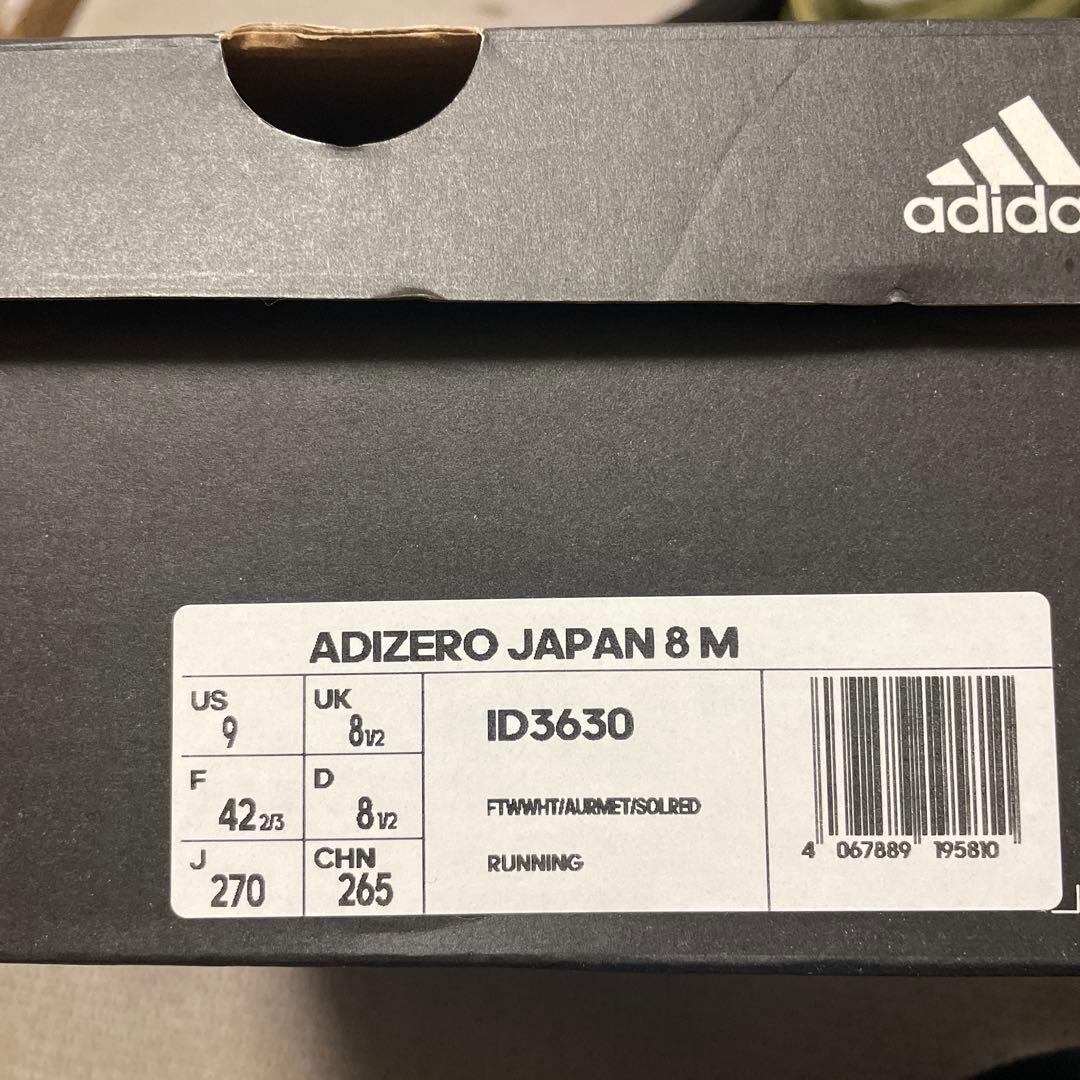 adidas
ADIZERO JAPAN 8 M
US 9
UK 8 1/2
F 42 2/3
D 8 1/2
J 270
CHN 265
ID3630
FTWWHT/AURMET/SOLRED
RUNNING
4 067889 195810